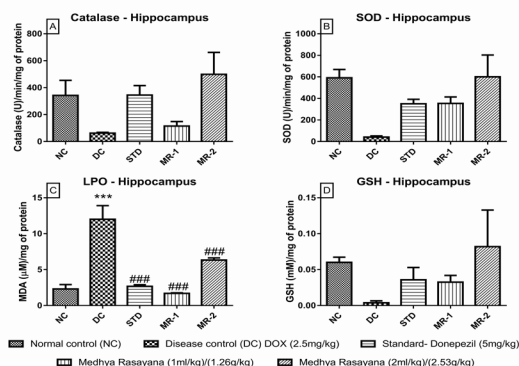 A
Catalase - Hippocampus
Catalase (U)/min/mg of protein
800
600
400
200
0
NC
DC
STD
MR-1
MR-2
B
SOD - Hippocampus
SOD (U)/min/mg of protein
1000
800
600
400
200
0
NC
DC
STD
MR-1
MR-2
C
LPO - Hippocampus
MDA (µM)/mg of protein
15
10
5
0
***
###
###
###
NC
DC
STD
MR-1
MR-2
D
GSH - Hippocampus
GSH (mM)/mg of protein
0.15
0.10
0.05
0.00
NC
DC
STD
MR-1
MR-2
Normal control (NC) Disease control (DC) DOX (2.5mg/kg) Standard- Donepezil (5mg/kg)
Medhya Rasayana (1ml/kg)/(1.26g/kg) Medhya Rasayana (2ml/kg)/(2.53g/kg)